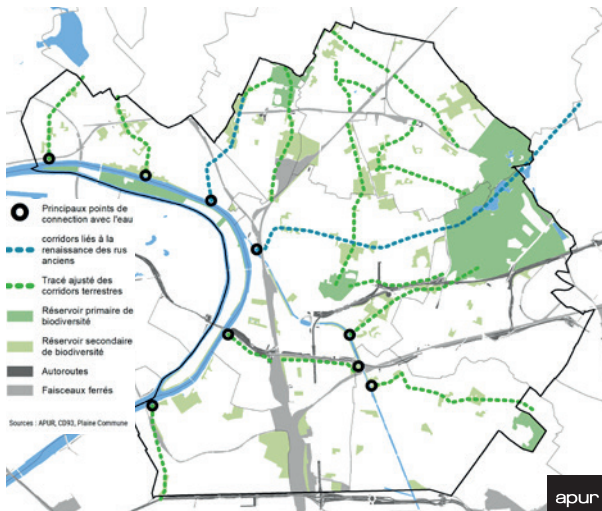 Principaux points de
connection avec l'eau
corridors liés à la
renaissance des rus
anciens
Tracé ajusté des
corridors terrestres
Réservoir primaire de
biodiversité
Réservoir secondaire
de biodiversité
Autoroutes
Faisceaux ferrés
Sources : APUR, CD93, Plaine Commune
apur